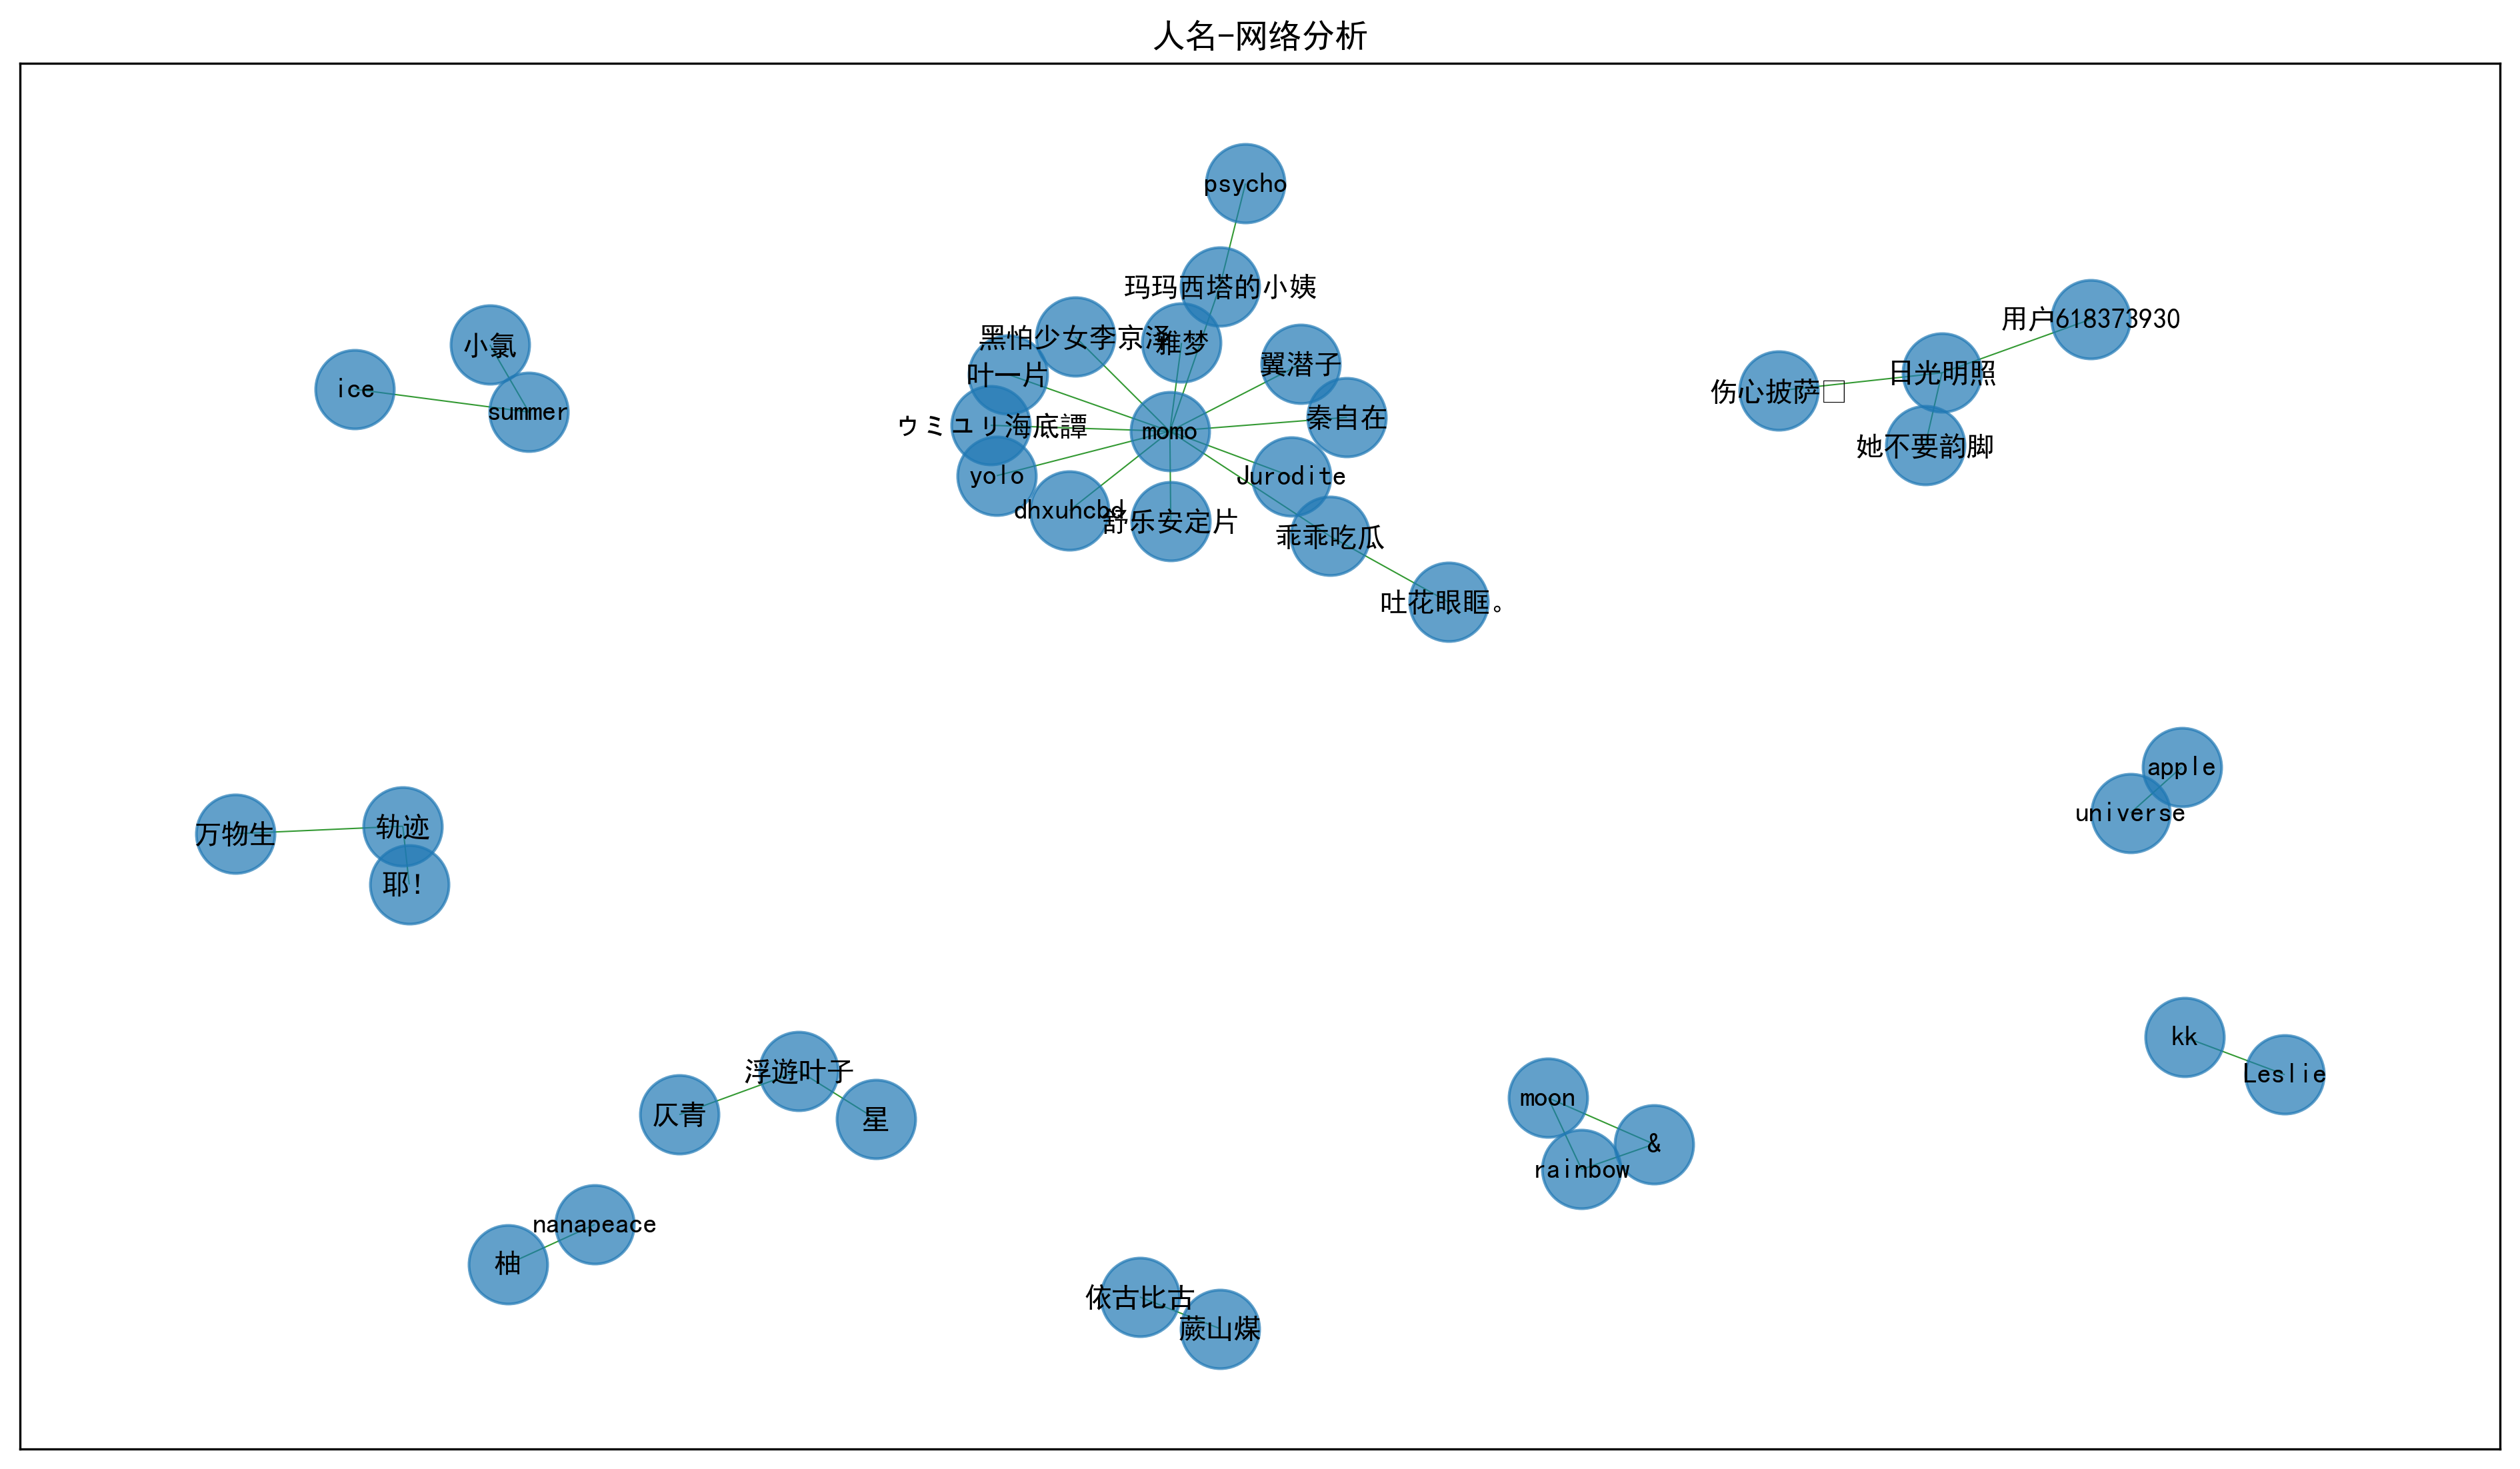 人名-网络分析
psycho
玛玛西塔的小姨
黑怕少女李京泽
雅梦
小氯
用户618373930
翼潜子
叶一片
日光明照
ice
伤心披萨□
summer
秦自在
ゥミユリ海底譚
momo
她不要韵脚
yolo
Jurodite
dhxuhcbd
舒乐安定片
乖乖吃瓜
吐花眼眶。
apple
universe
万物生
轨迹
耶!
kk
浮遊叶子
Leslie
moon
仄青
星
&
rainbow
nanapeace
柚
依古比古
蕨山煤